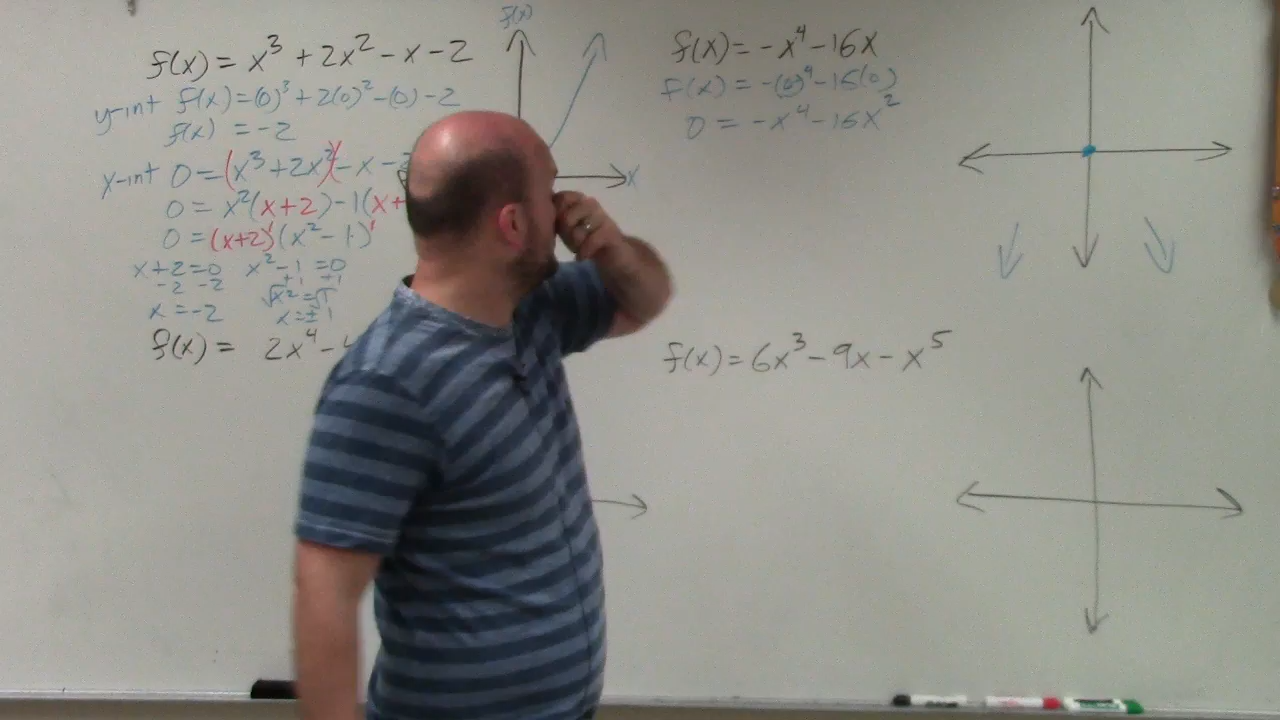 f(x)
f(x) = x³ + 2x² - x - 2
y-int f(x) = (0)³ + 2(0)² - (0) - 2
f(x) = -2
x-int 0 = (x³ + 2x²) - x -
0 = x²(x+2) - 1(x+
0 = (x+2)(x² - 1)
x+2=0 x²-1=0
-2 -2 +1 +1
√x² = √1
x = -2 x = ± 1
f(x) = 2x⁴ -
x
f(x) = -x⁴ - 16x
f(x) = -(0)⁴ - 16(0)
0 = -x⁴ - 16x²
f(x) = 6x³ - 9x - x⁵